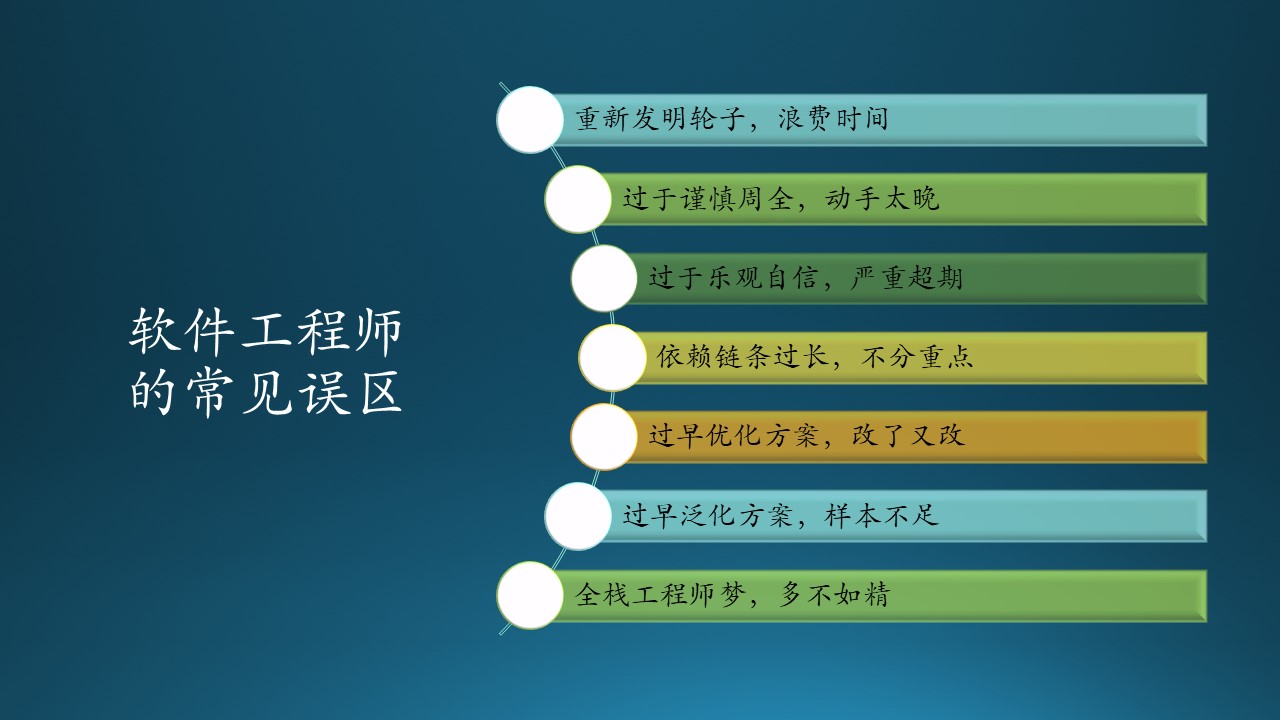 软件工程师
的常见误区
重新发明轮子，浪费时间
过于谨慎周全，动手太晚
过于乐观自信，严重超期
依赖链条过长，不分重点
过早优化方案，改了又改
过早泛化方案，样本不足
全栈工程师梦，多不如精